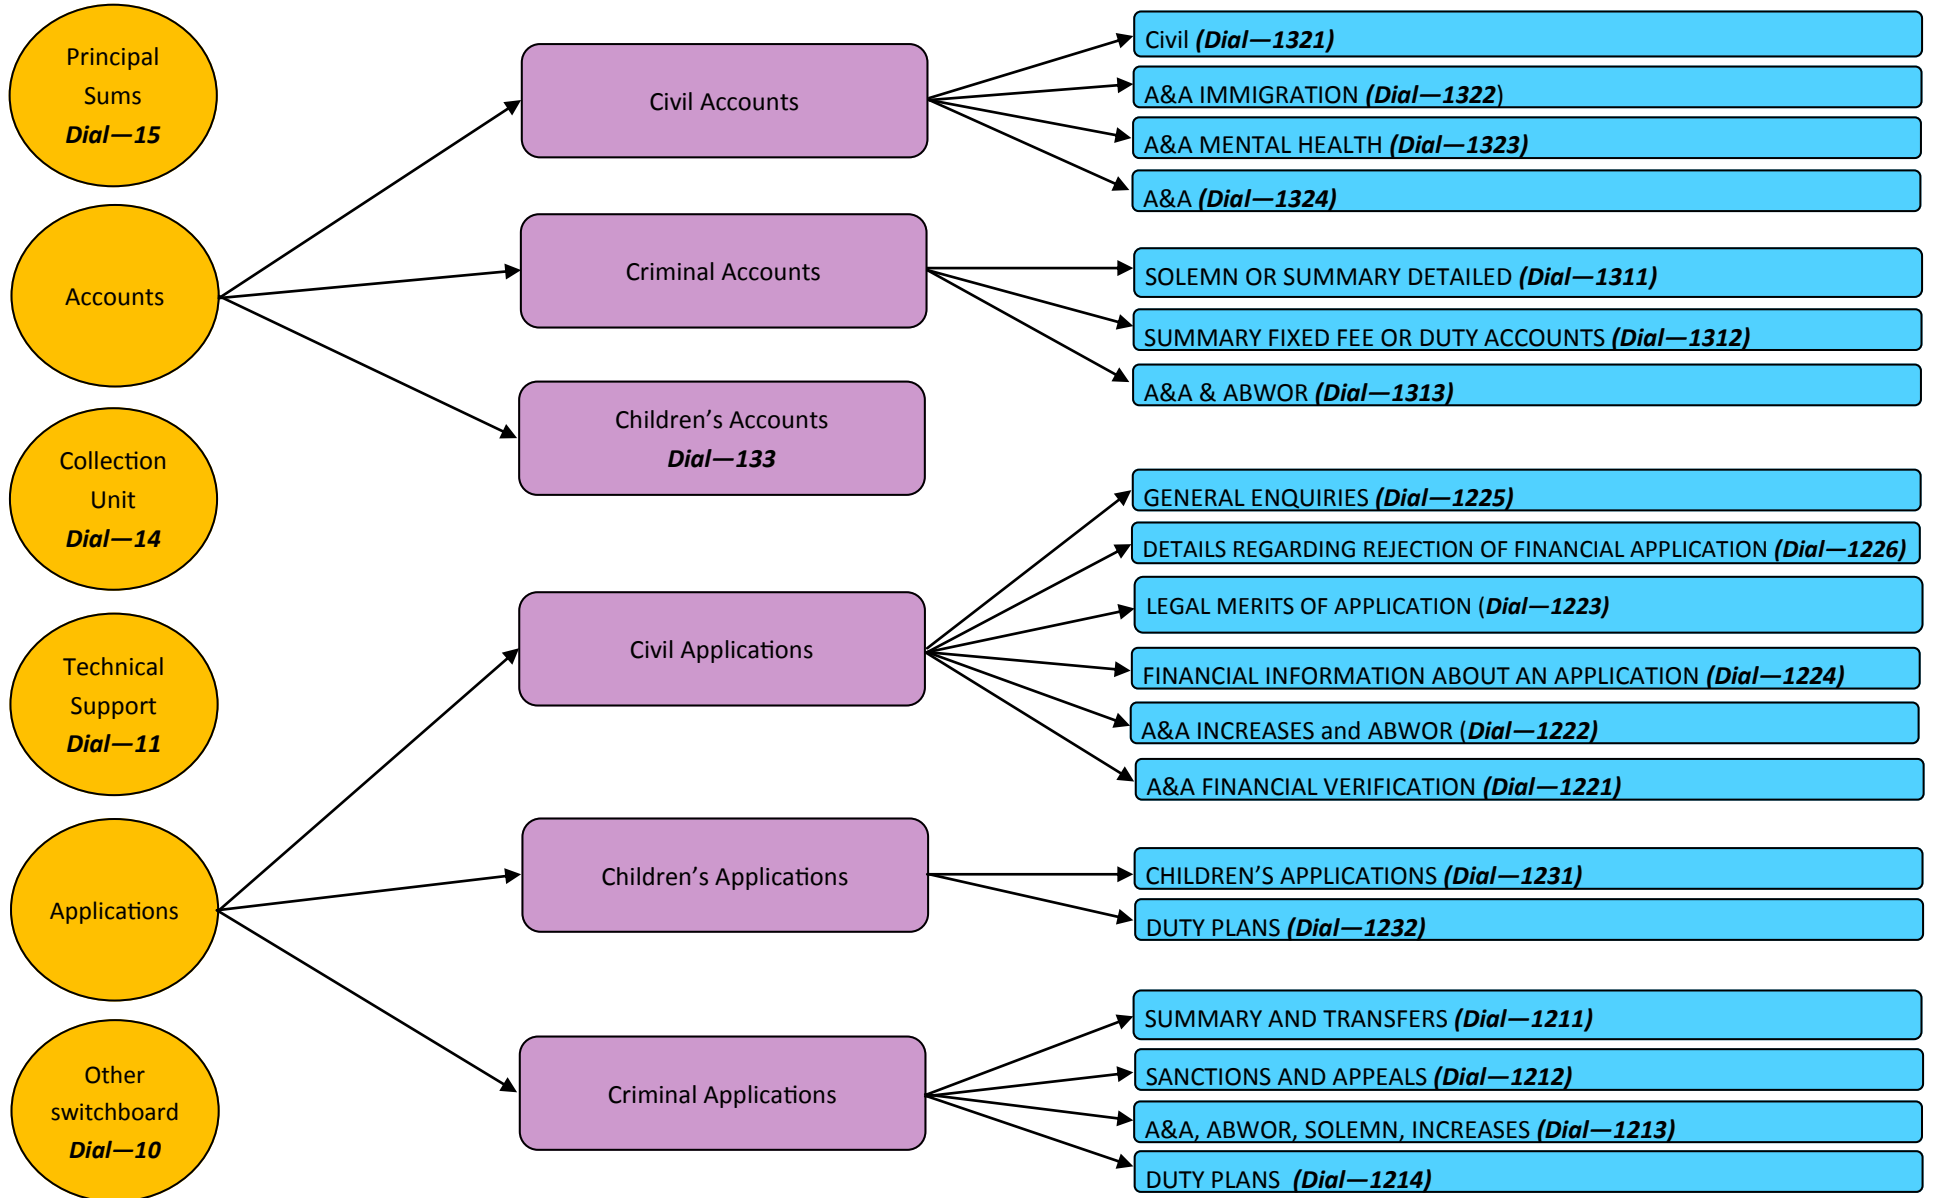 Principal
Sums
Dial—15
Accounts
Collection
Unit
Dial—14
Technical
Support
Dial—11
Applications
Other
switchboard
Dial—10
Civil Accounts
Criminal Accounts
Children’s Accounts
Dial—133
Civil Applications
Children’s Applications
Criminal Applications
Civil (Dial—1321)
A&A IMMIGRATION (Dial—1322)
A&A MENTAL HEALTH (Dial—1323)
A&A (Dial—1324)
SOLEMN OR SUMMARY DETAILED (Dial—1311)
SUMMARY FIXED FEE OR DUTY ACCOUNTS (Dial—1312)
A&A & ABWOR (Dial—1313)
GENERAL ENQUIRIES (Dial—1225)
DETAILS REGARDING REJECTION OF FINANCIAL APPLICATION (Dial—1226)
LEGAL MERITS OF APPLICATION (Dial—1223)
FINANCIAL INFORMATION ABOUT AN APPLICATION (Dial—1224)
A&A INCREASES and ABWOR (Dial—1222)
A&A FINANCIAL VERIFICATION (Dial—1221)
CHILDREN’S APPLICATIONS (Dial—1231)
DUTY PLANS (Dial—1232)
SUMMARY AND TRANSFERS (Dial—1211)
SANCTIONS AND APPEALS (Dial—1212)
A&A, ABWOR, SOLEMN, INCREASES (Dial—1213)
DUTY PLANS (Dial—1214)